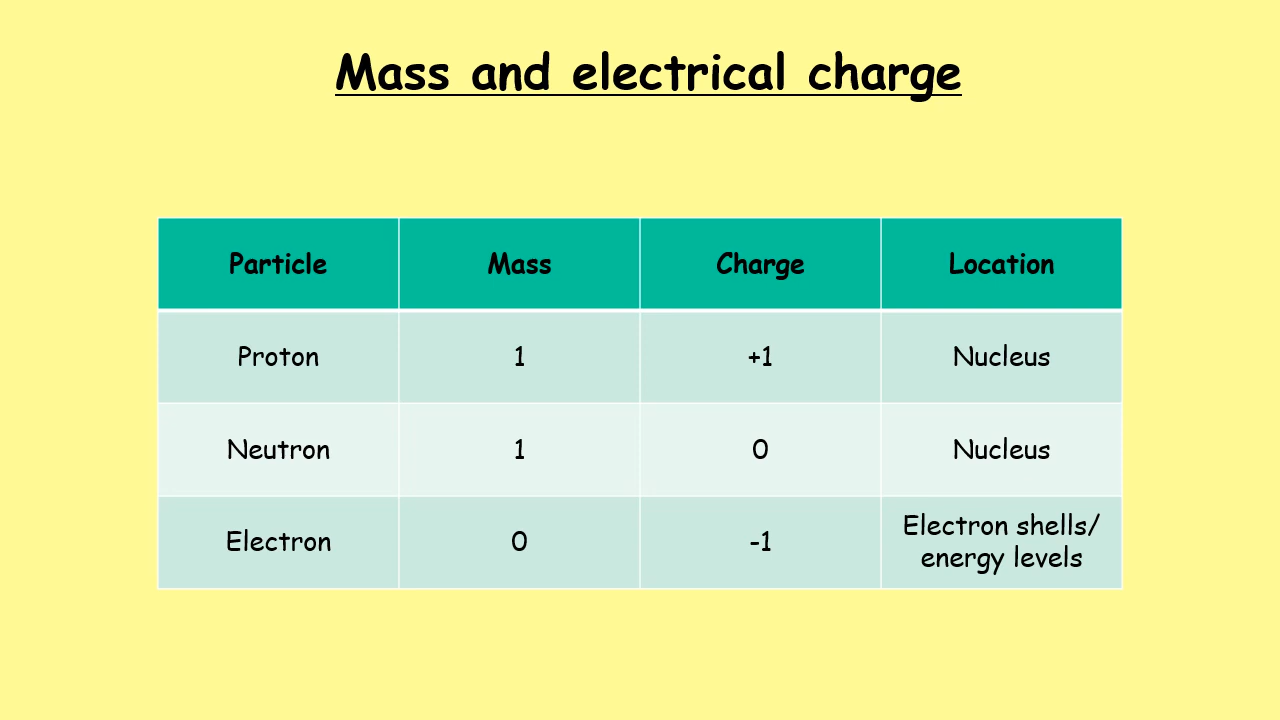 Mass and electrical charge
Particle Mass Charge Location
Proton 1 +1 Nucleus
Neutron 1 0 Nucleus
Electron 0 -1 Electron shells/
energy levels